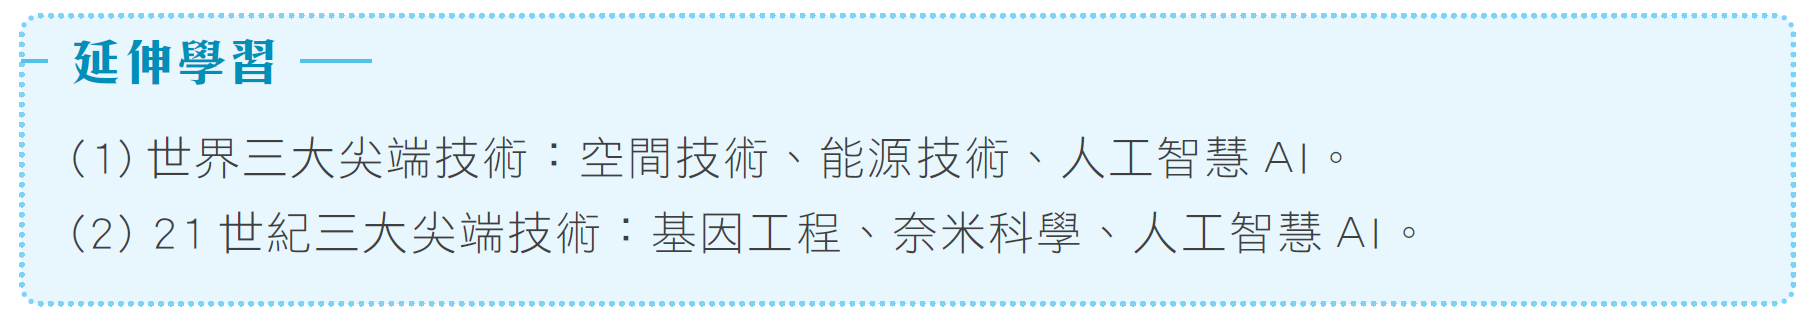 延伸學習
(1) 世界三大尖端技術：空間技術、能源技術、人工智慧 AI。
(2) 21 世紀三大尖端技術：基因工程、奈米科學、人工智慧 AI。